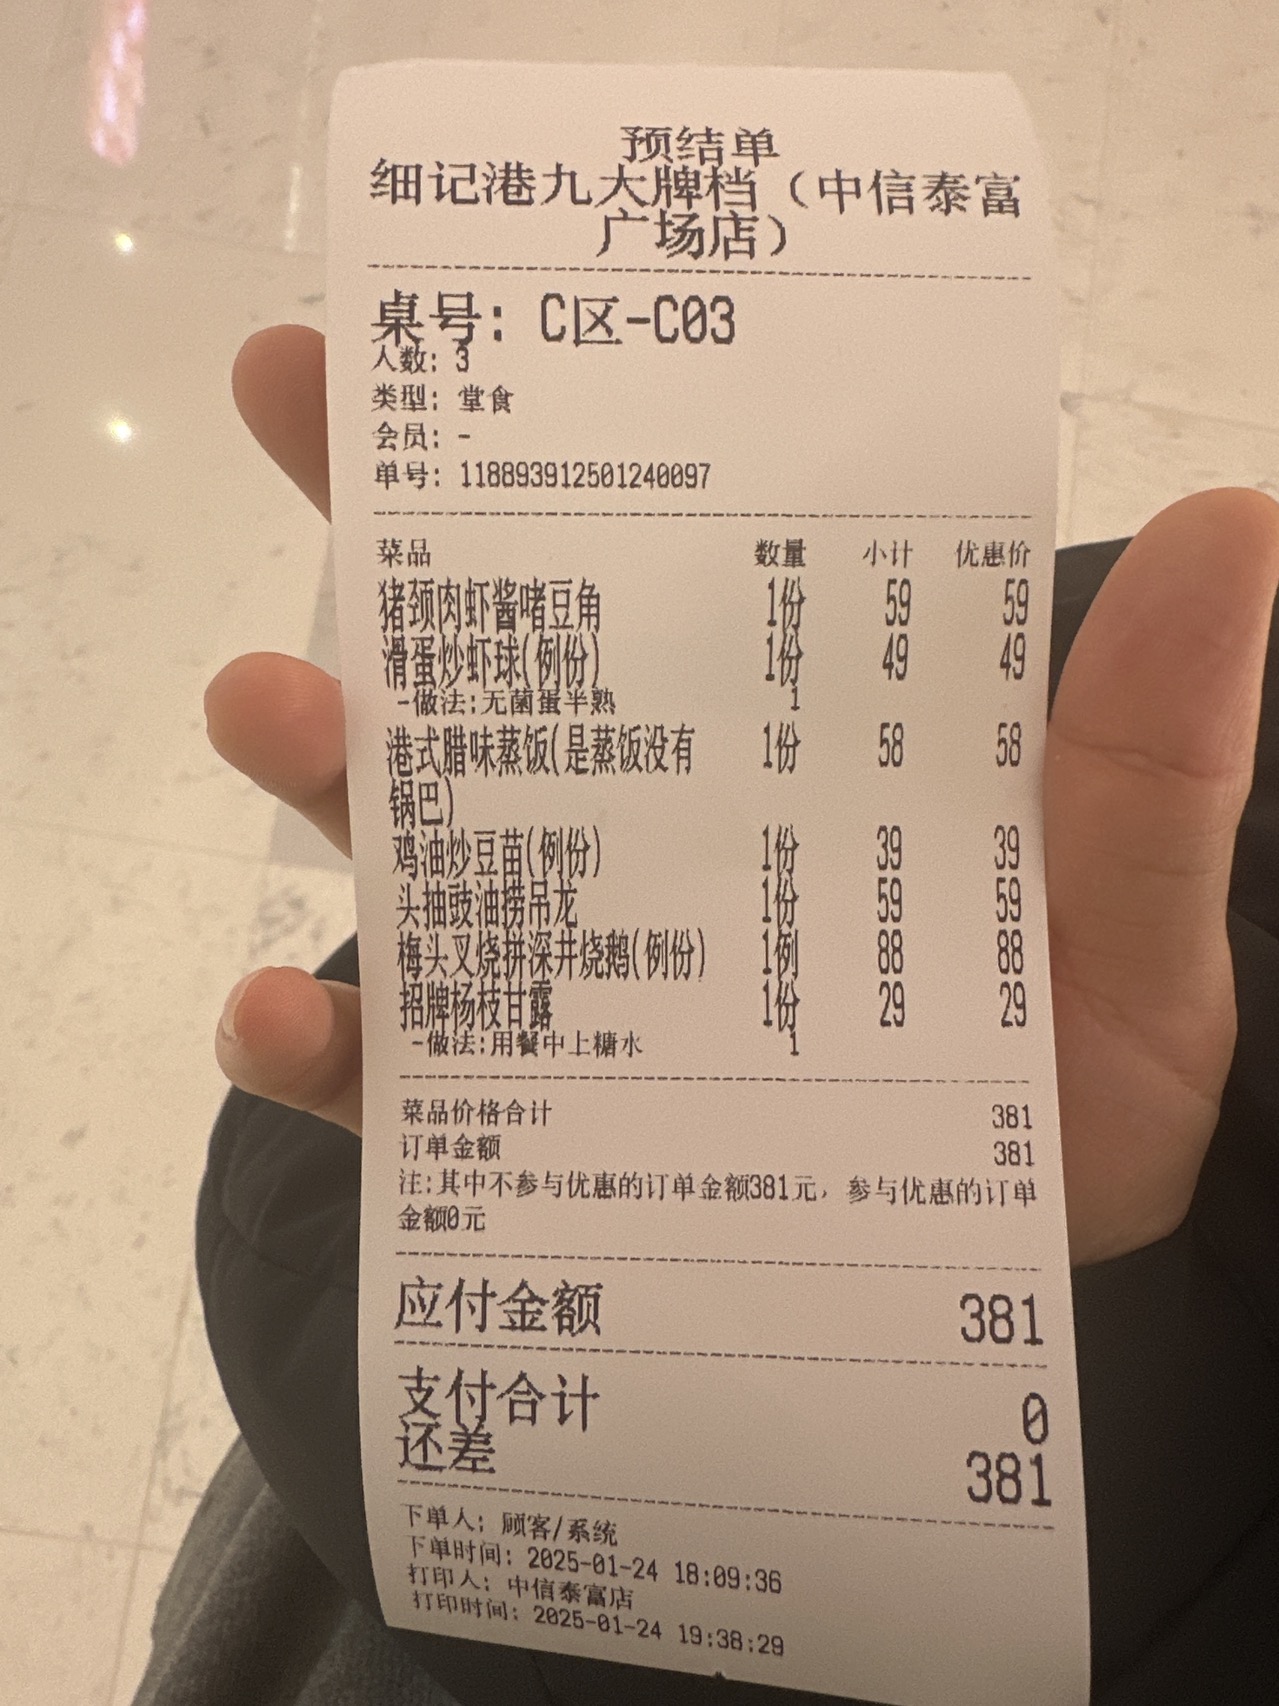 预结单
细记港九大牌档（中信泰富
广场店）
桌号：C区-C03
人数：3
类型：堂食
会员：-
单号：118893912501240097
菜品 数量 小计 优惠价
猪颈肉虾酱啫豆角 1份 59 59
滑蛋炒虾球(例份) 1份 49 49
-做法:无菌蛋半熟 1
港式腊味蒸饭(是蒸饭没有 1份 58 58
锅巴)
鸡油炒豆苗(例份) 1份 39 39
头抽豉油捞吊龙 1份 59 59
梅头叉烧拼深井烧鹅(例份) 1例 88 88
招牌杨枝甘露 1份 29 29
-做法:用餐中上糖水 1
菜品价格合计 381
订单金额 381
注:其中不参与优惠的订单金额381元，参与优惠的订单
金额0元
应付金额 381
支付合计 0
还差 381
下单人：顾客/系统
下单时间：2025-01-24 18:09:36
打印人：中信泰富店
打印时间：2025-01-24 19:38:29